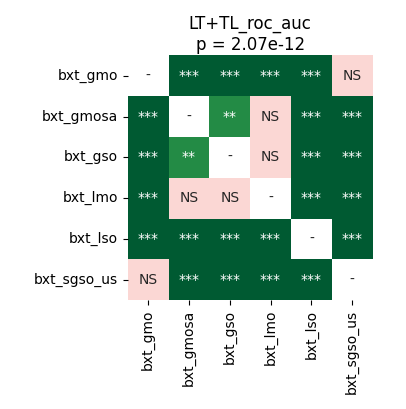 LT+TL_roc_auc
p = 2.07e-12
bxt_gmo - *** *** *** *** NS
bxt_gmosa *** - ** NS *** ***
bxt_gso *** ** - NS *** ***
bxt_lmo *** NS NS - *** ***
bxt_lso *** *** *** *** - ***
bxt_sgso_us NS *** *** *** *** -
bxt_gmo bxt_gmosa bxt_gso bxt_lmo bxt_lso bxt_sgso_us